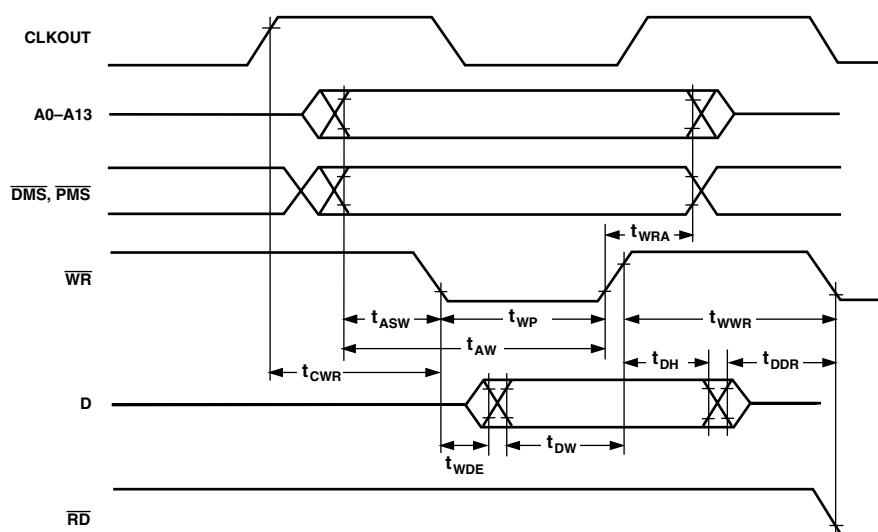 CLKOUT
A0–A13
DMS, PMS
tWRA
WR
tASW
tWP
tWWR
tAW
tDH
tDDR
tCWR
D
tWDE
tDW
RD